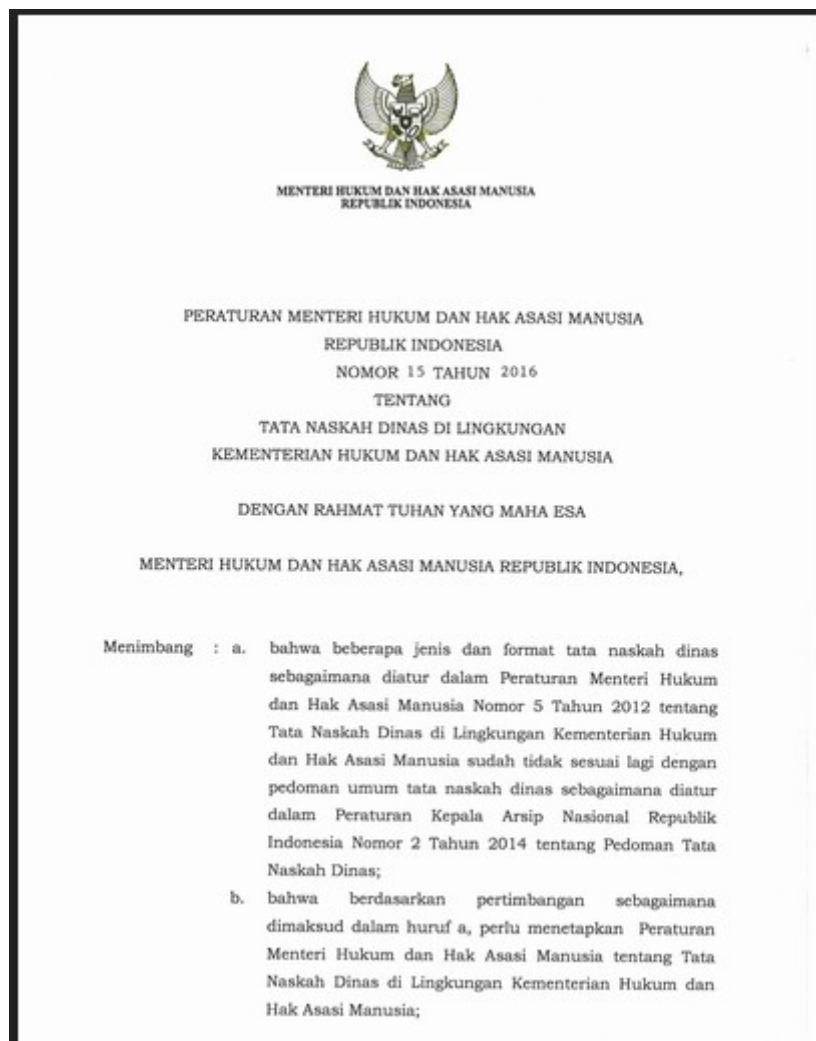 MENTERI HUKUM DAN HAK ASASI MANUSIA
REPUBLIK INDONESIA
PERATURAN MENTERI HUKUM DAN HAK ASASI MANUSIA
REPUBLIK INDONESIA
NOMOR 15 TAHUN 2016
TENTANG
TATA NASKAH DINAS DI LINGKUNGAN
KEMENTERIAN HUKUM DAN HAK ASASI MANUSIA
DENGAN RAHMAT TUHAN YANG MAHA ESA
MENTERI HUKUM DAN HAK ASASI MANUSIA REPUBLIK INDONESIA,
Menimbang : a. bahwa beberapa jenis dan format tata naskah dinas
sebagaimana diatur dalam Peraturan Menteri Hukum
dan Hak Asasi Manusia Nomor 5 Tahun 2012 tentang
Tata Naskah Dinas di Lingkungan Kementerian Hukum
dan Hak Asasi Manusia sudah tidak sesuai lagi dengan
pedoman umum tata naskah dinas sebagaimana diatur
dalam Peraturan Kepala Arsip Nasional Republik
Indonesia Nomor 2 Tahun 2014 tentang Pedoman Tata
Naskah Dinas;
b. bahwa berdasarkan pertimbangan sebagaimana
dimaksud dalam huruf a, perlu menetapkan Peraturan
Menteri Hukum dan Hak Asasi Manusia tentang Tata
Naskah Dinas di Lingkungan Kementerian Hukum dan
Hak Asasi Manusia;